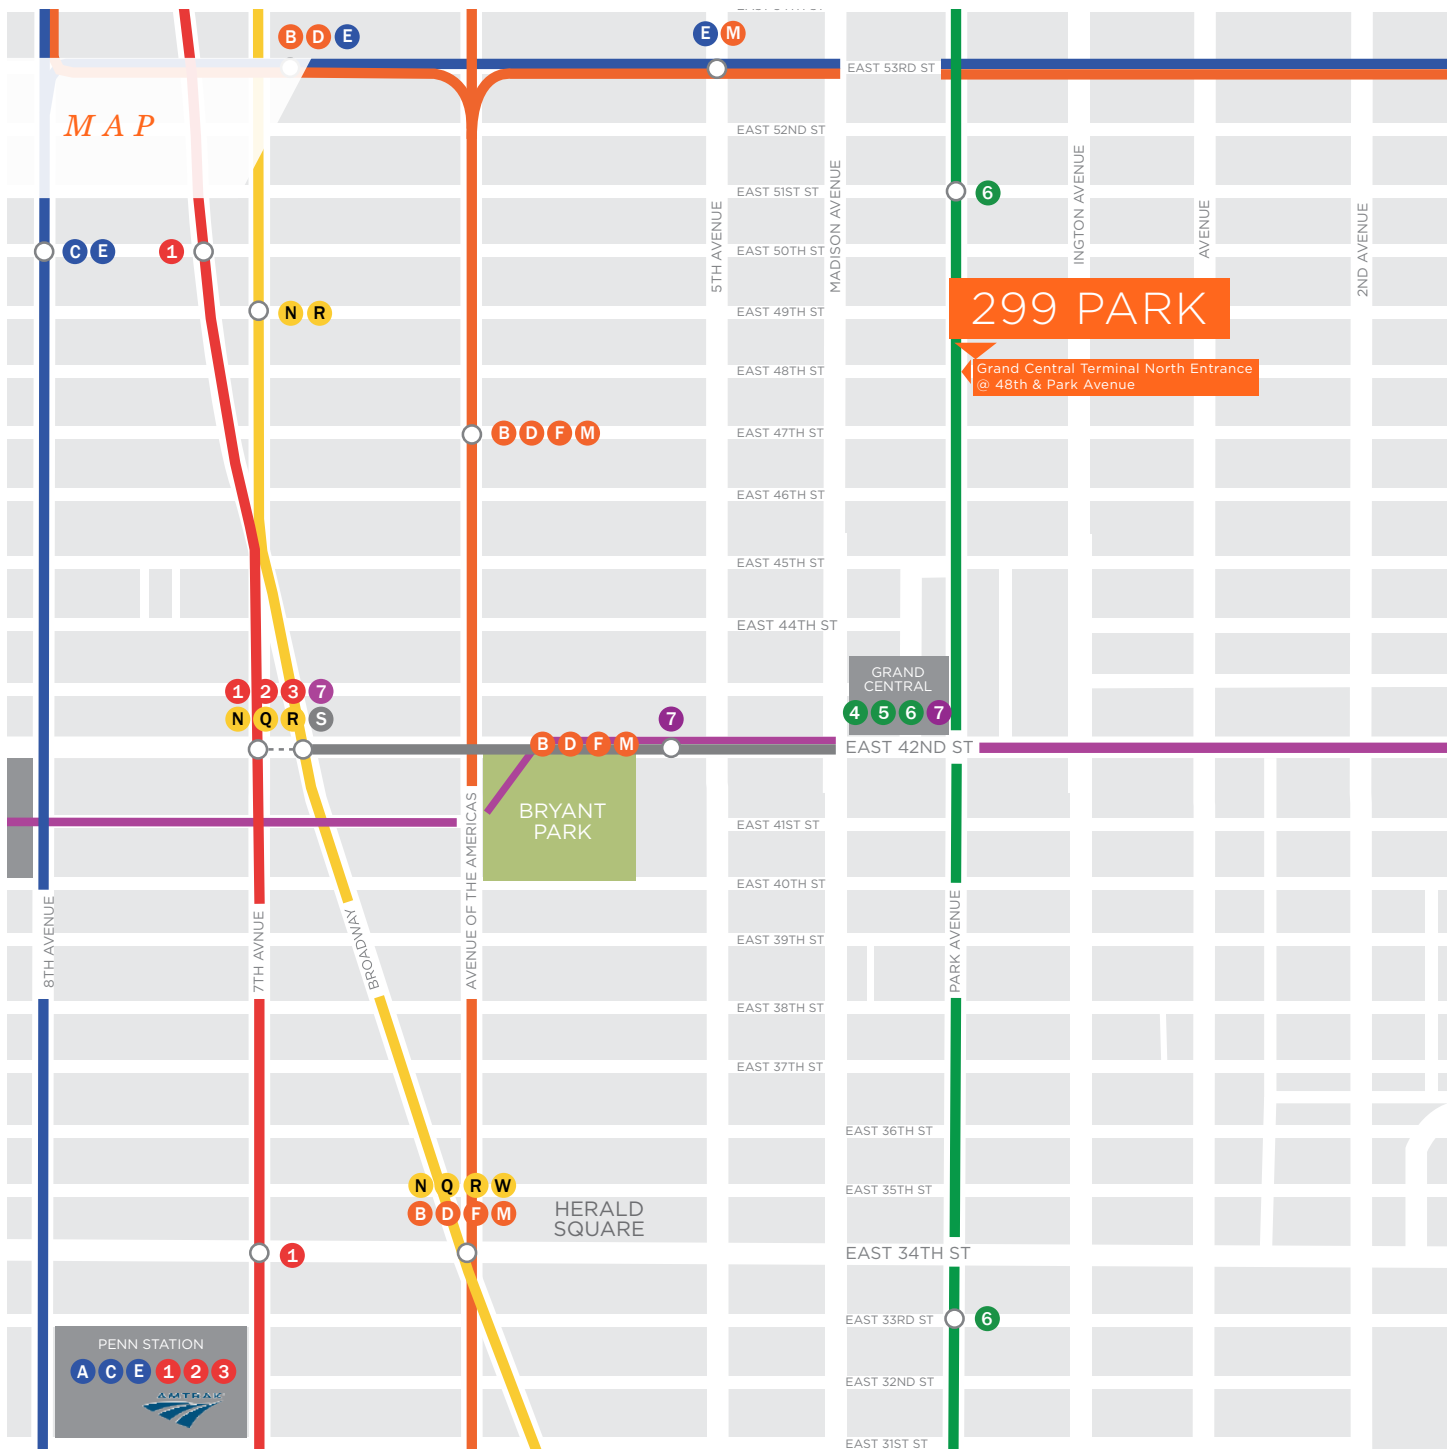 B D E
E M
EAST 53RD ST
MAP
EAST 52ND ST
EAST 51ST ST
6
C E
1
EAST 50TH ST
5TH AVENUE
MADISON AVENUE
INGTON AVENUE
AVENUE
2ND AVENUE
N R
EAST 49TH ST
299 PARK
EAST 48TH ST
Grand Central Terminal North Entrance
@ 48th & Park Avenue
B D F M
EAST 47TH ST
EAST 46TH ST
EAST 45TH ST
EAST 44TH ST
GRAND
CENTRAL
4 5 6 7
1 2 3 7
N Q R S
7
B D F M
EAST 42ND ST
BRYANT
PARK
EAST 41ST ST
EAST 40TH ST
8TH AVENUE
7TH AVNUE
BROADWAY
AVENUE OF THE AMERICAS
PARK AVENUE
EAST 39TH ST
EAST 38TH ST
EAST 37TH ST
EAST 36TH ST
N Q R W
B D F M
HERALD
SQUARE
EAST 35TH ST
1
EAST 34TH ST
EAST 33RD ST
6
PENN STATION
A C E 1 2 3
AMTRAK
EAST 32ND ST
EAST 31ST ST